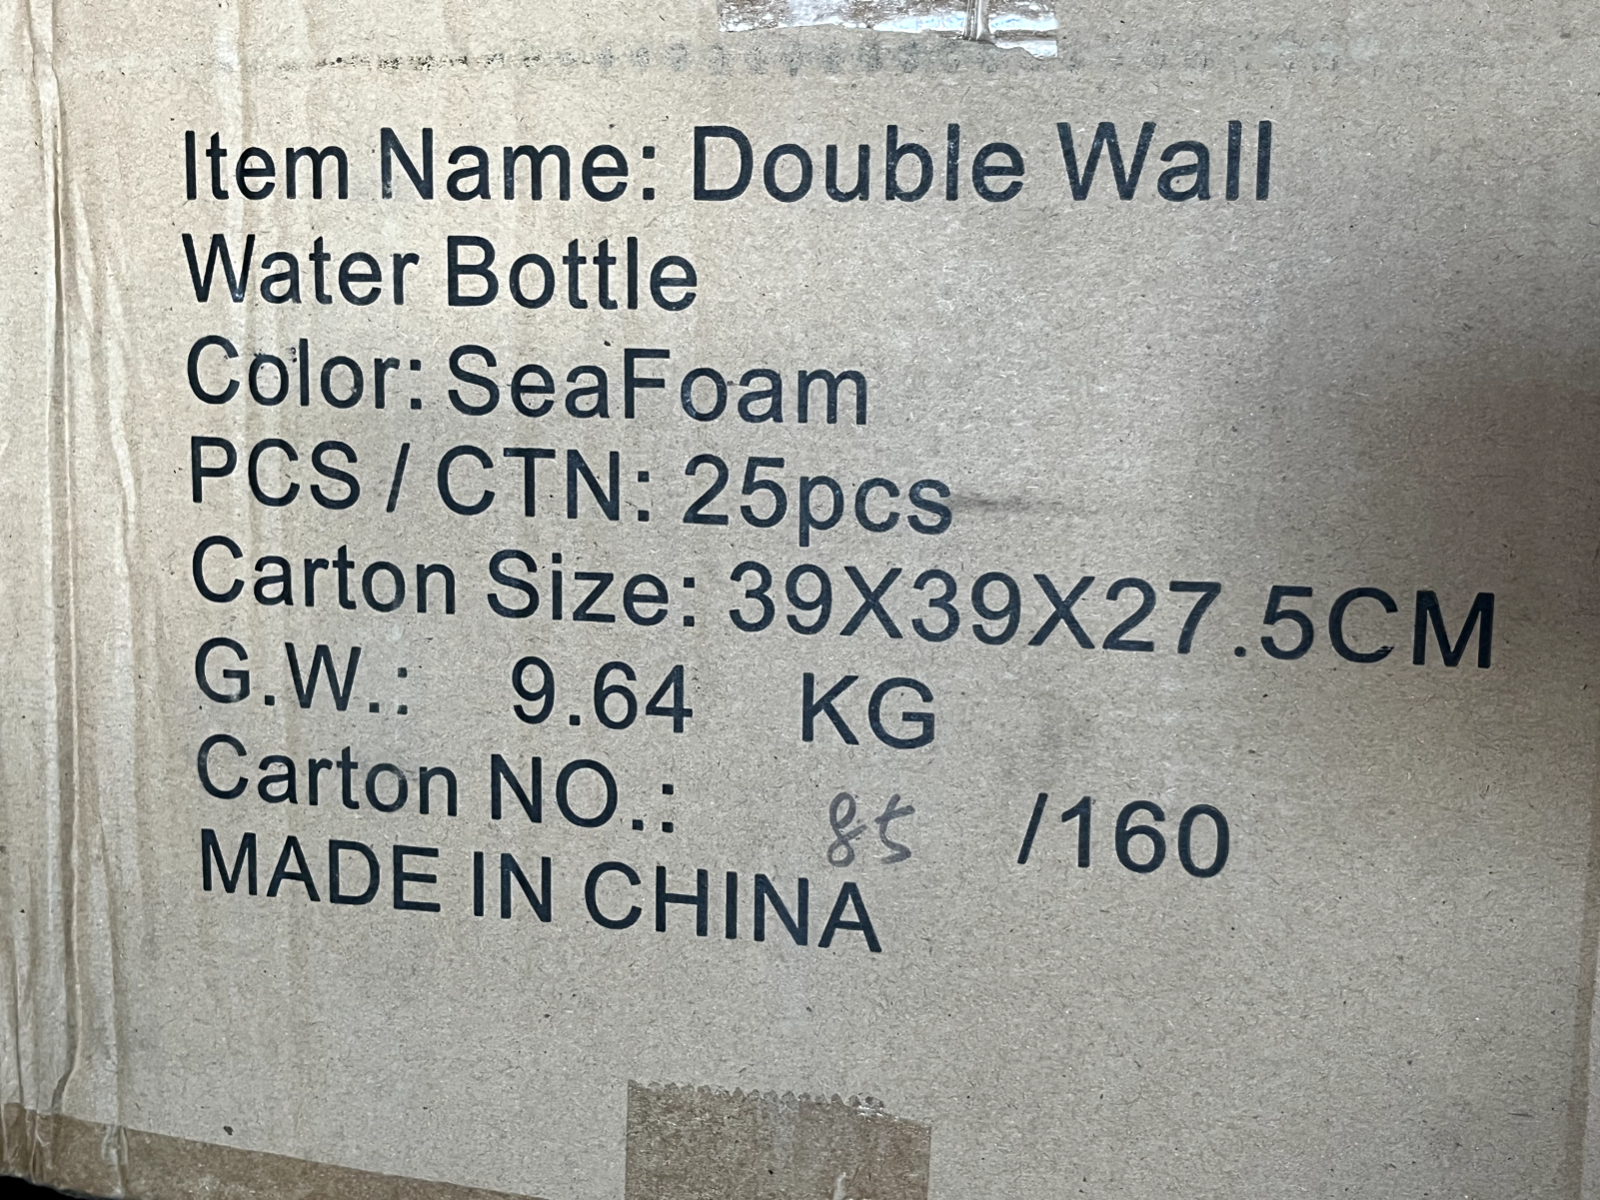 Item Name: Double Wall
Water Bottle
Color: SeaFoam
PCS / CTN: 25pcs
Carton Size: 39X39X27.5CM
G.W.: 9.64 KG
Carton NO.: 85 /160
MADE IN CHINA